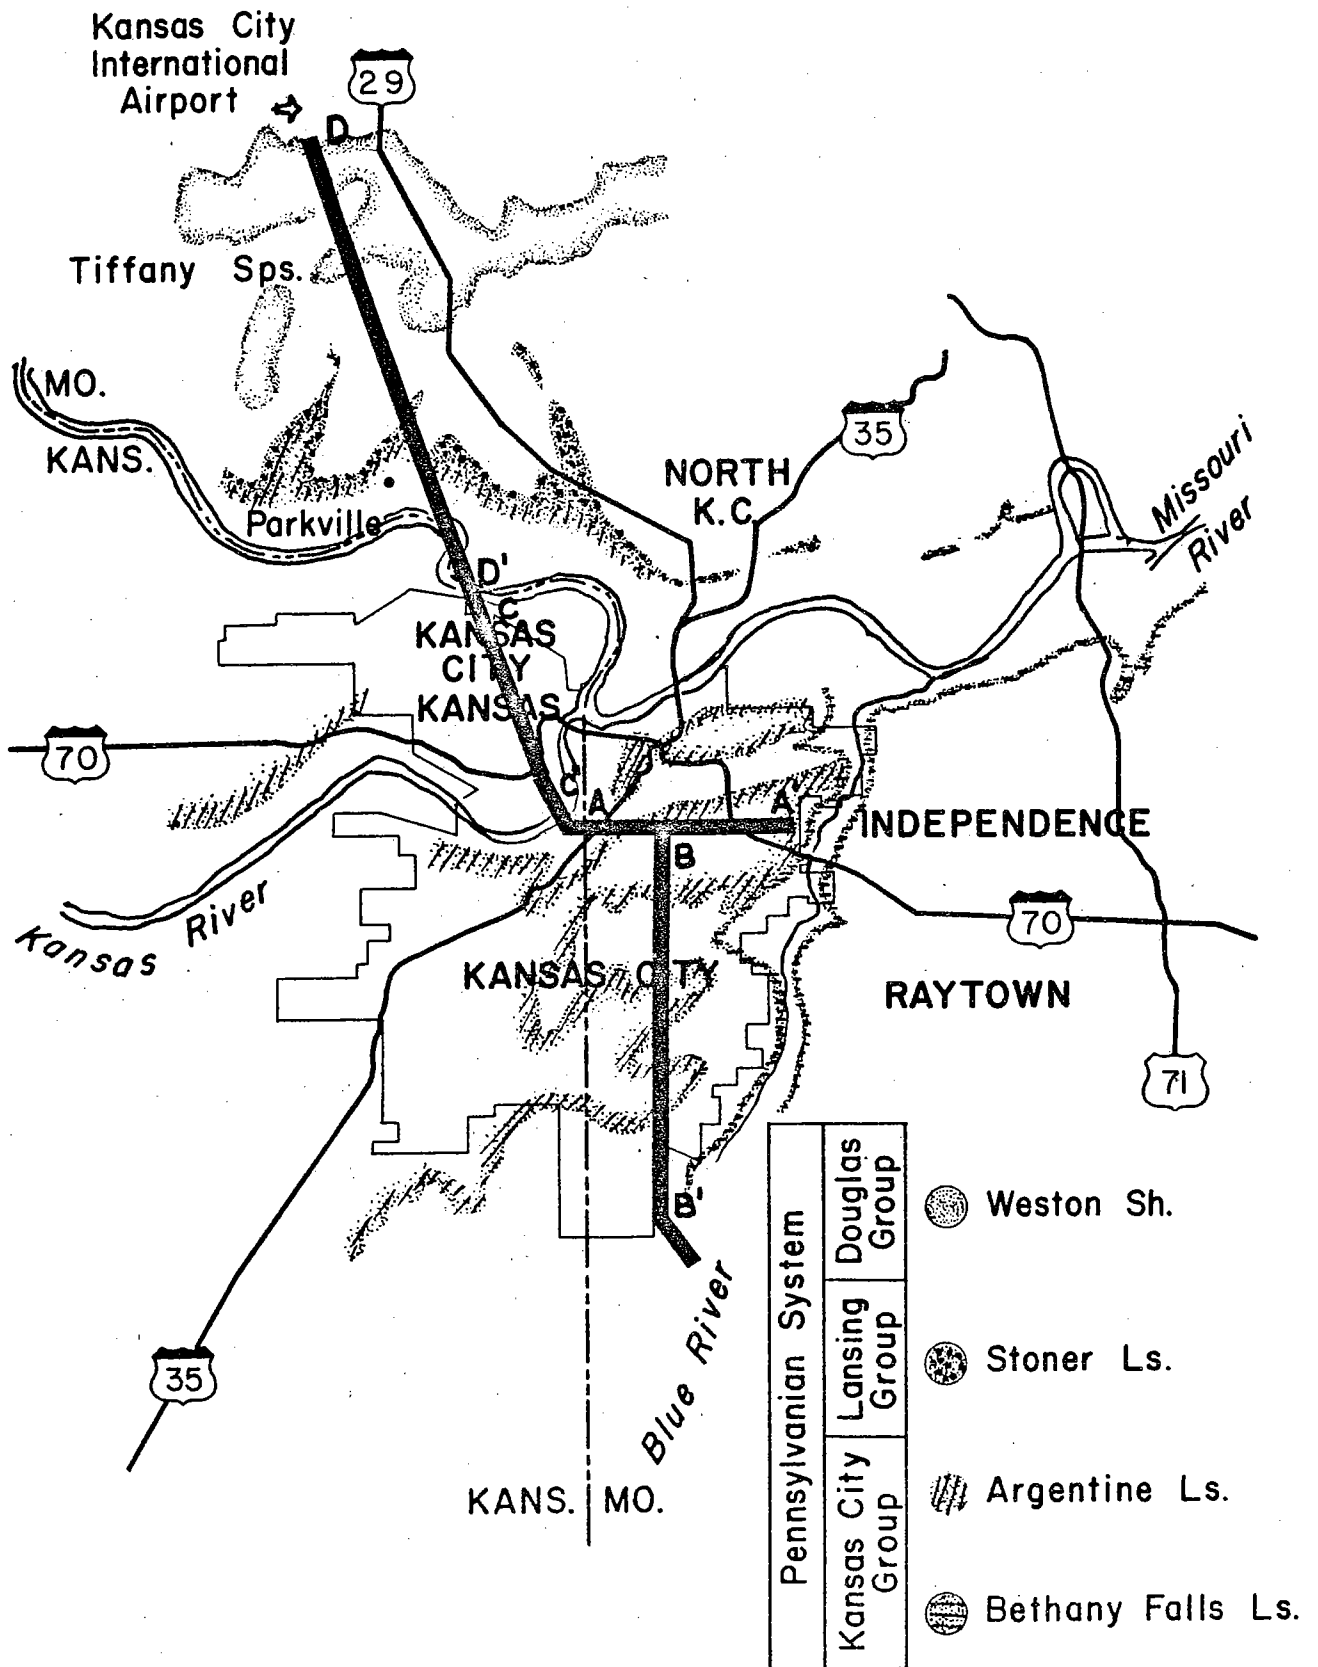 Kansas City
International
Airport
29
D
Tiffany Sps.
MO.
KANS.
35
NORTH
K.C.
Missouri
River
Parkville
D'
C
KANSAS
CITY
KANSAS
70
C'
A
A'
INDEPENDENCE
B
70
Kansas River
KANSAS CITY
RAYTOWN
71
B'
Blue River
35
KANS. MO.
Pennsylvanian System
Douglas
Group
Weston Sh.
Lansing
Group
Stoner Ls.
Kansas City
Group
Argentine Ls.
Bethany Falls Ls.